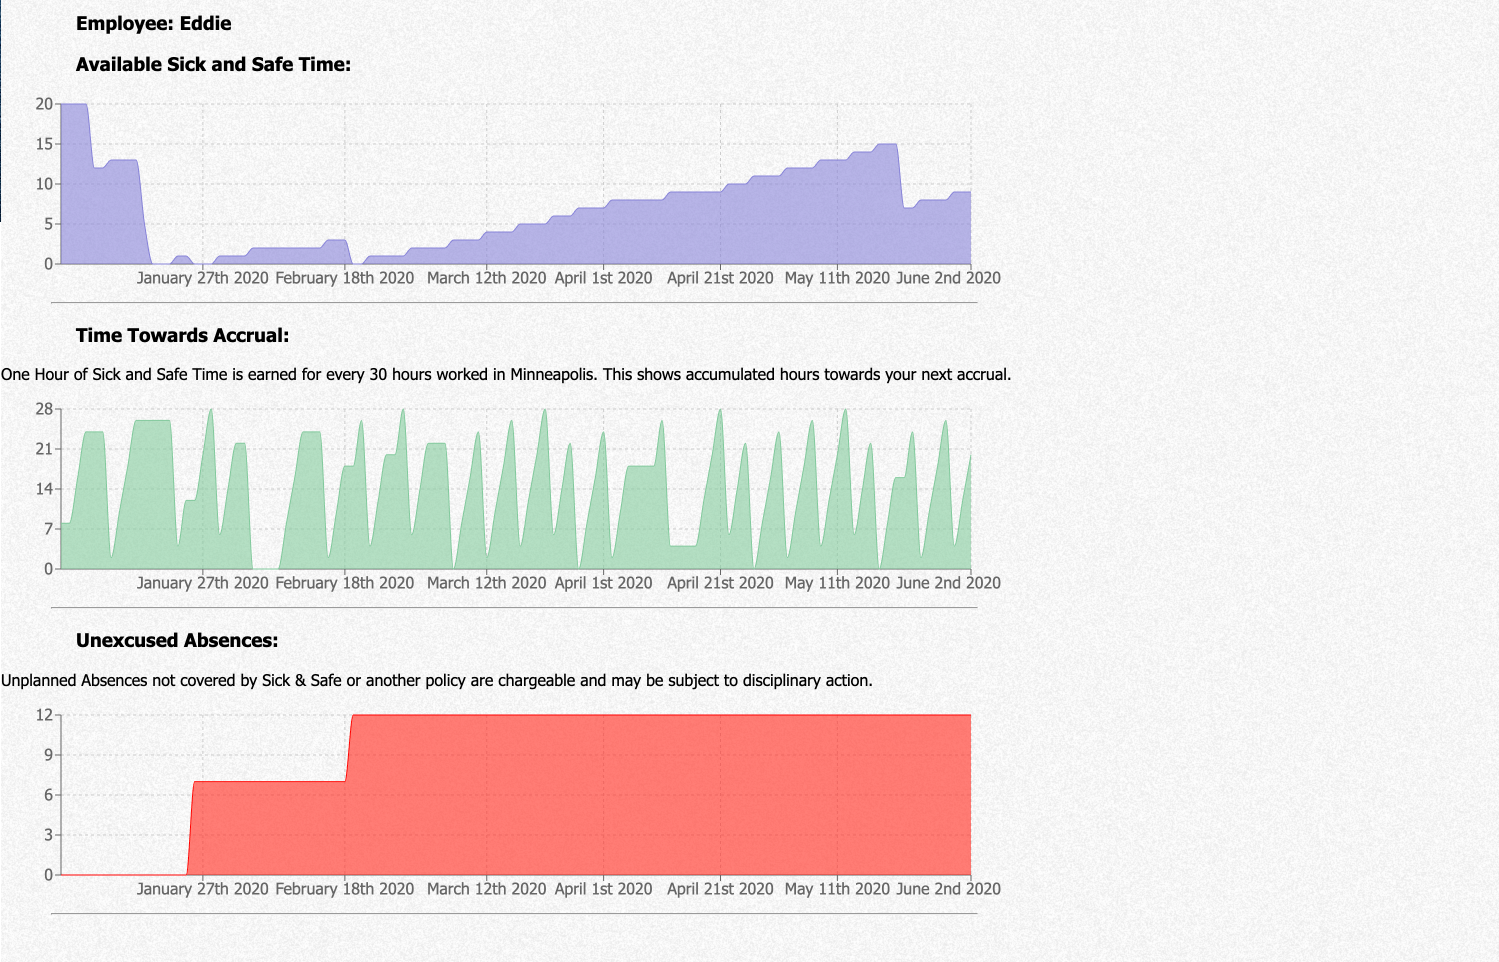 Employee: Eddie
Available Sick and Safe Time:
20
15
10
5
0
January 27th 2020 February 18th 2020 March 12th 2020 April 1st 2020 April 21st 2020 May 11th 2020 June 2nd 2020
Time Towards Accrual:
One Hour of Sick and Safe Time is earned for every 30 hours worked in Minneapolis. This shows accumulated hours towards your next accrual.
28
21
14
7
0
January 27th 2020 February 18th 2020 March 12th 2020 April 1st 2020 April 21st 2020 May 11th 2020 June 2nd 2020
Unexcused Absences:
Unplanned Absences not covered by Sick & Safe or another policy are chargeable and may be subject to disciplinary action.
12
9
6
3
0
January 27th 2020 February 18th 2020 March 12th 2020 April 1st 2020 April 21st 2020 May 11th 2020 June 2nd 2020